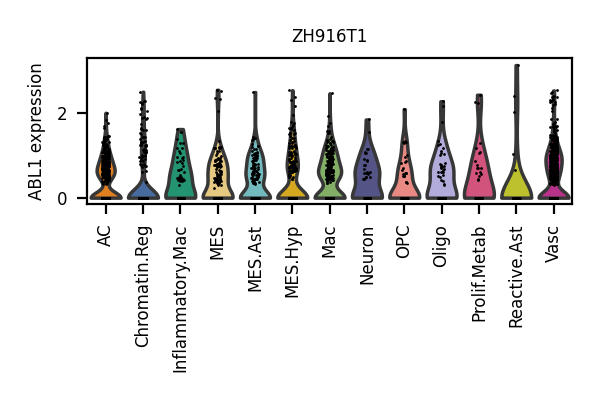 ZH916T1
ABL1 expression
2
0
AC
Chromatin.Reg
Inflammatory.Mac
MES
MES.Ast
MES.Hyp
Mac
Neuron
OPC
Oligo
Prolif.Metab
Reactive.Ast
Vasc